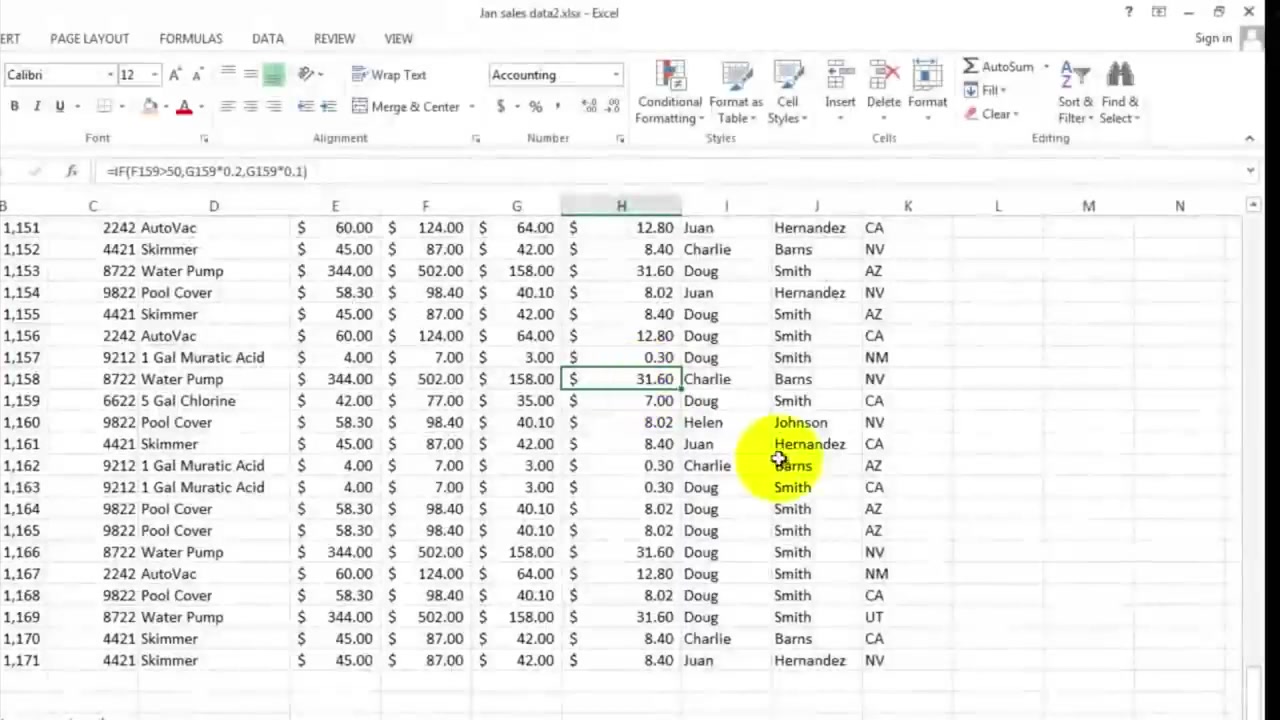 Jan sales data2.xlsx - Excel
?
Sign in
ERT PAGE LAYOUT FORMULAS DATA REVIEW VIEW
Calibri 12 A A Wrap Text Accounting Conditional Formatting Format as Table Cell Styles Insert Delete Format AutoSum Fill Clear Sort & Filter Find & Select
B I U A Merge & Center $ % , .00 .00
Font Alignment Number Styles Cells Editing
fx =IF(F159>50,G159*0.2,G159*0.1)
B C D E F G H I J K L M N
1,151 2242 AutoVac $ 60.00 $ 124.00 $ 64.00 $ 12.80 Juan Hernandez CA
1,152 4421 Skimmer $ 45.00 $ 87.00 $ 42.00 $ 8.40 Charlie Barns NV
1,153 8722 Water Pump $ 344.00 $ 502.00 $ 158.00 $ 31.60 Doug Smith AZ
1,154 9822 Pool Cover $ 58.30 $ 98.40 $ 40.10 $ 8.02 Juan Hernandez NV
1,155 4421 Skimmer $ 45.00 $ 87.00 $ 42.00 $ 8.40 Doug Smith AZ
1,156 2242 AutoVac $ 60.00 $ 124.00 $ 64.00 $ 12.80 Doug Smith CA
1,157 9212 1 Gal Muratic Acid $ 4.00 $ 7.00 $ 3.00 $ 0.30 Doug Smith NM
1,158 8722 Water Pump $ 344.00 $ 502.00 $ 158.00 $ 31.60 Charlie Barns NV
1,159 6622 5 Gal Chlorine $ 42.00 $ 77.00 $ 35.00 $ 7.00 Doug Smith CA
1,160 9822 Pool Cover $ 58.30 $ 98.40 $ 40.10 $ 8.02 Helen Johnson NV
1,161 4421 Skimmer $ 45.00 $ 87.00 $ 42.00 $ 8.40 Juan Hernandez CA
1,162 9212 1 Gal Muratic Acid $ 4.00 $ 7.00 $ 3.00 $ 0.30 Charlie Barns AZ
1,163 9212 1 Gal Muratic Acid $ 4.00 $ 7.00 $ 3.00 $ 0.30 Doug Smith CA
1,164 9822 Pool Cover $ 58.30 $ 98.40 $ 40.10 $ 8.02 Doug Smith AZ
1,165 9822 Pool Cover $ 58.30 $ 98.40 $ 40.10 $ 8.02 Doug Smith AZ
1,166 8722 Water Pump $ 344.00 $ 502.00 $ 158.00 $ 31.60 Doug Smith NV
1,167 2242 AutoVac $ 60.00 $ 124.00 $ 64.00 $ 12.80 Doug Smith NM
1,168 9822 Pool Cover $ 58.30 $ 98.40 $ 40.10 $ 8.02 Doug Smith CA
1,169 8722 Water Pump $ 344.00 $ 502.00 $ 158.00 $ 31.60 Doug Smith UT
1,170 4421 Skimmer $ 45.00 $ 87.00 $ 42.00 $ 8.40 Charlie Barns CA
1,171 4421 Skimmer $ 45.00 $ 87.00 $ 42.00 $ 8.40 Juan Hernandez NV